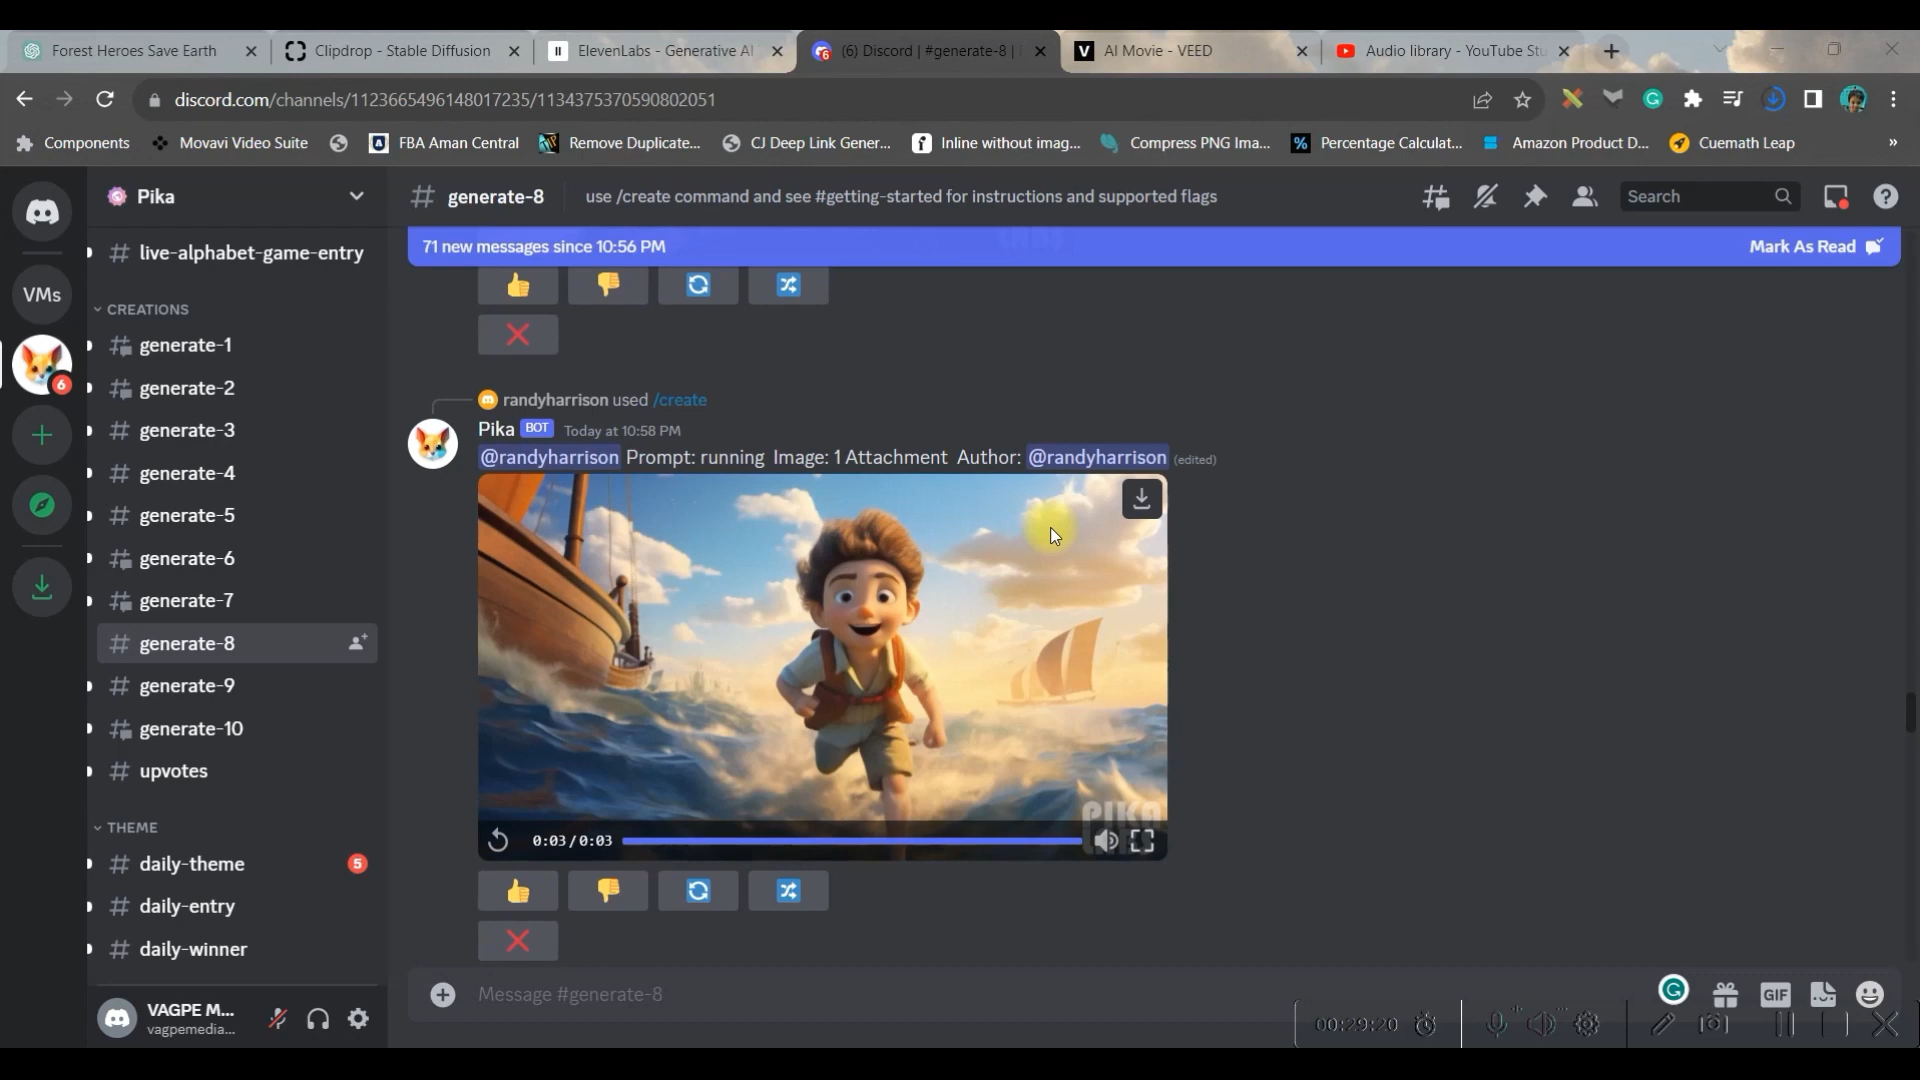 Forest Heroes Save Earth
Clipdrop - Stable Diffusion
ElevenLabs - Generative AI
(6) Discord | #generate-8 |
AI Movie - VEED
Audio library - YouTube Stu
discord.com/channels/1123665496148017235/1134375370590802051
Components
Movavi Video Suite
FBA Aman Central
Remove Duplicate...
CJ Deep Link Gener...
Inline without imag...
Compress PNG Ima...
Percentage Calculat...
Amazon Product D...
Cuemath Leap
»
Pika
generate-8
use /create command and see #getting-started for instructions and supported flags
Search
71 new messages since 10:56 PM
Mark As Read
VMs
6
live-alphabet-game-entry
CREATIONS
generate-1
generate-2
generate-3
generate-4
generate-5
generate-6
generate-7
generate-8
generate-9
generate-10
upvotes
THEME
daily-theme
5
daily-entry
daily-winner
VAGPE M...
vagpemedia...
randyharrison used /create
Pika BOT Today at 10:58 PM
@randyharrison Prompt: running Image: 1 Attachment Author: @randyharrison (edited)
PIKA
LABS
0:03/0:03
Message #generate-8
GIF
00:29:20